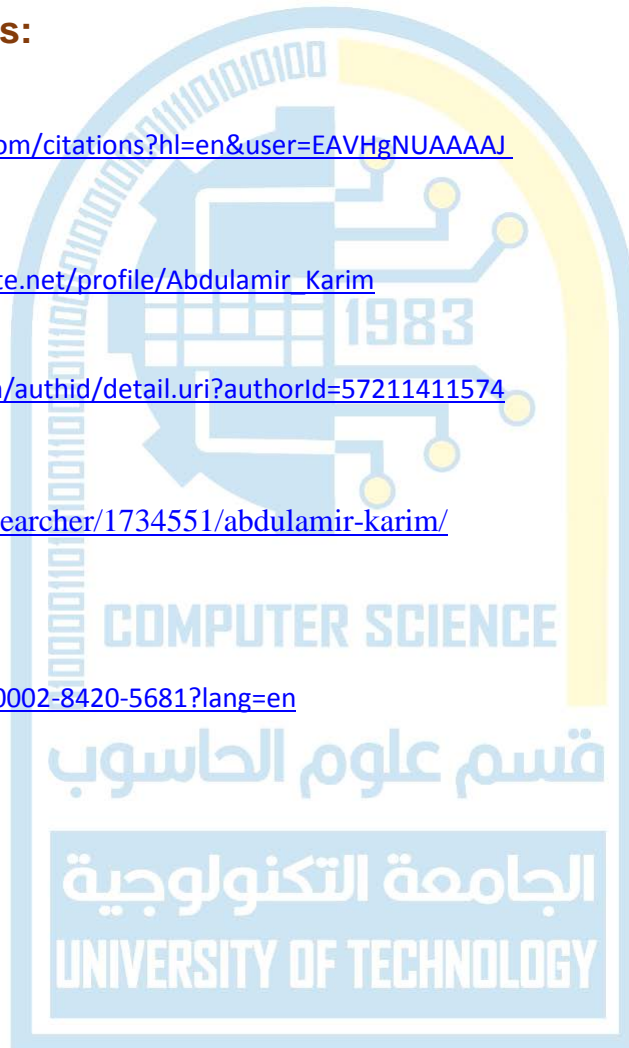 s:
om/citations?hl=en&user=EAVHgNUAAAAJ
te.net/profile/Abdulamir_Karim
1983
/authid/detail.uri?authorId=57211411574
earcher/1734551/abdulamir-karim/
COMPUTER SCIENCE
0002-8420-5681?lang=en
قسم علوم الحاسوب
الجامعة التكنولوجية
UNIVERSITY OF TECHNOLOGY